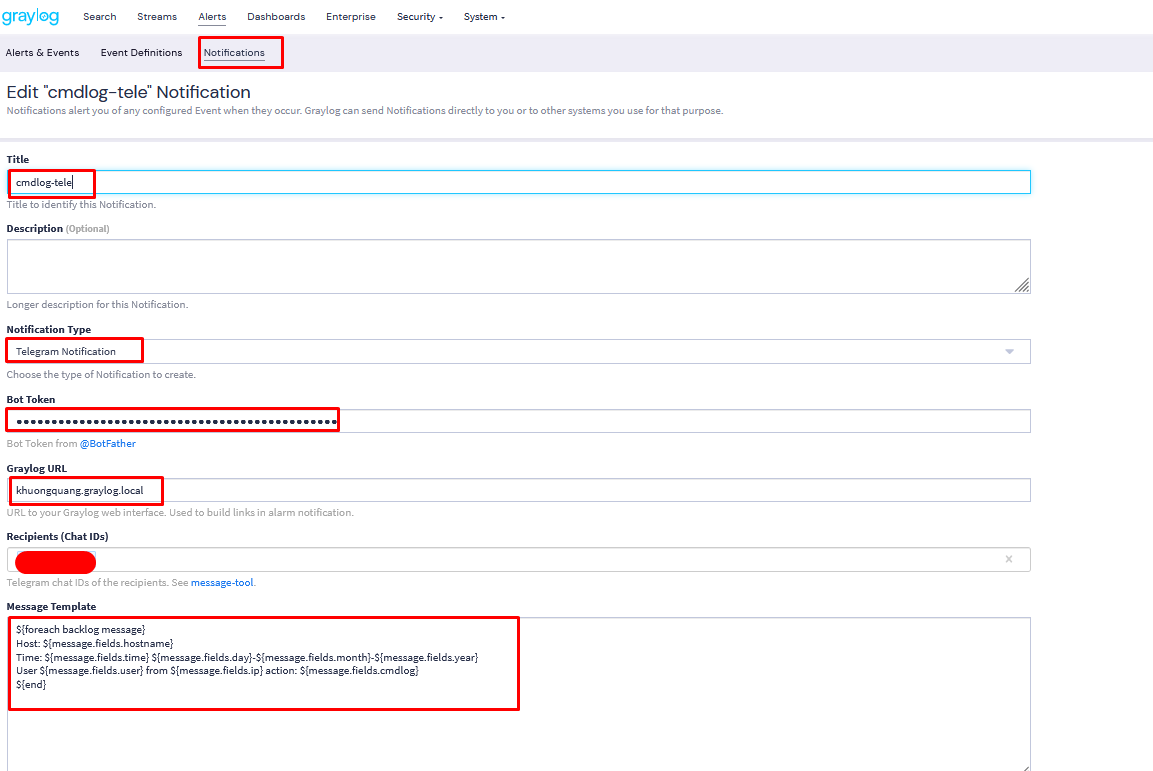 graylog Search Streams Alerts Dashboards Enterprise Security System
Alerts & Events Event Definitions Notifications
Edit "cmdlog-tele" Notification
Notifications alert you of any configured Event when they occur. Graylog can send Notifications directly to you or to other systems you use for that purpose.
Title
cmdlog-tele
Title to identify this Notification.
Description (Optional)
Longer description for this Notification.
Notification Type
Telegram Notification
Choose the type of Notification to create.
Bot Token
••••••••••••••••••••••••••••••••••••••••••••••
Bot Token from @BotFather
Graylog URL
khuongquang.graylog.local
URL to your Graylog web interface. Used to build links in alarm notification.
Recipients (Chat IDs)
Telegram chat IDs of the recipients. See message-tool.
Message Template
${foreach backlog message}
Host: ${message.fields.hostname}
Time: ${message.fields.time} ${message.fields.day}-${message.fields.month}-${message.fields.year}
User ${message.fields.user} from ${message.fields.ip} action: ${message.fields.cmdlog}
${end}